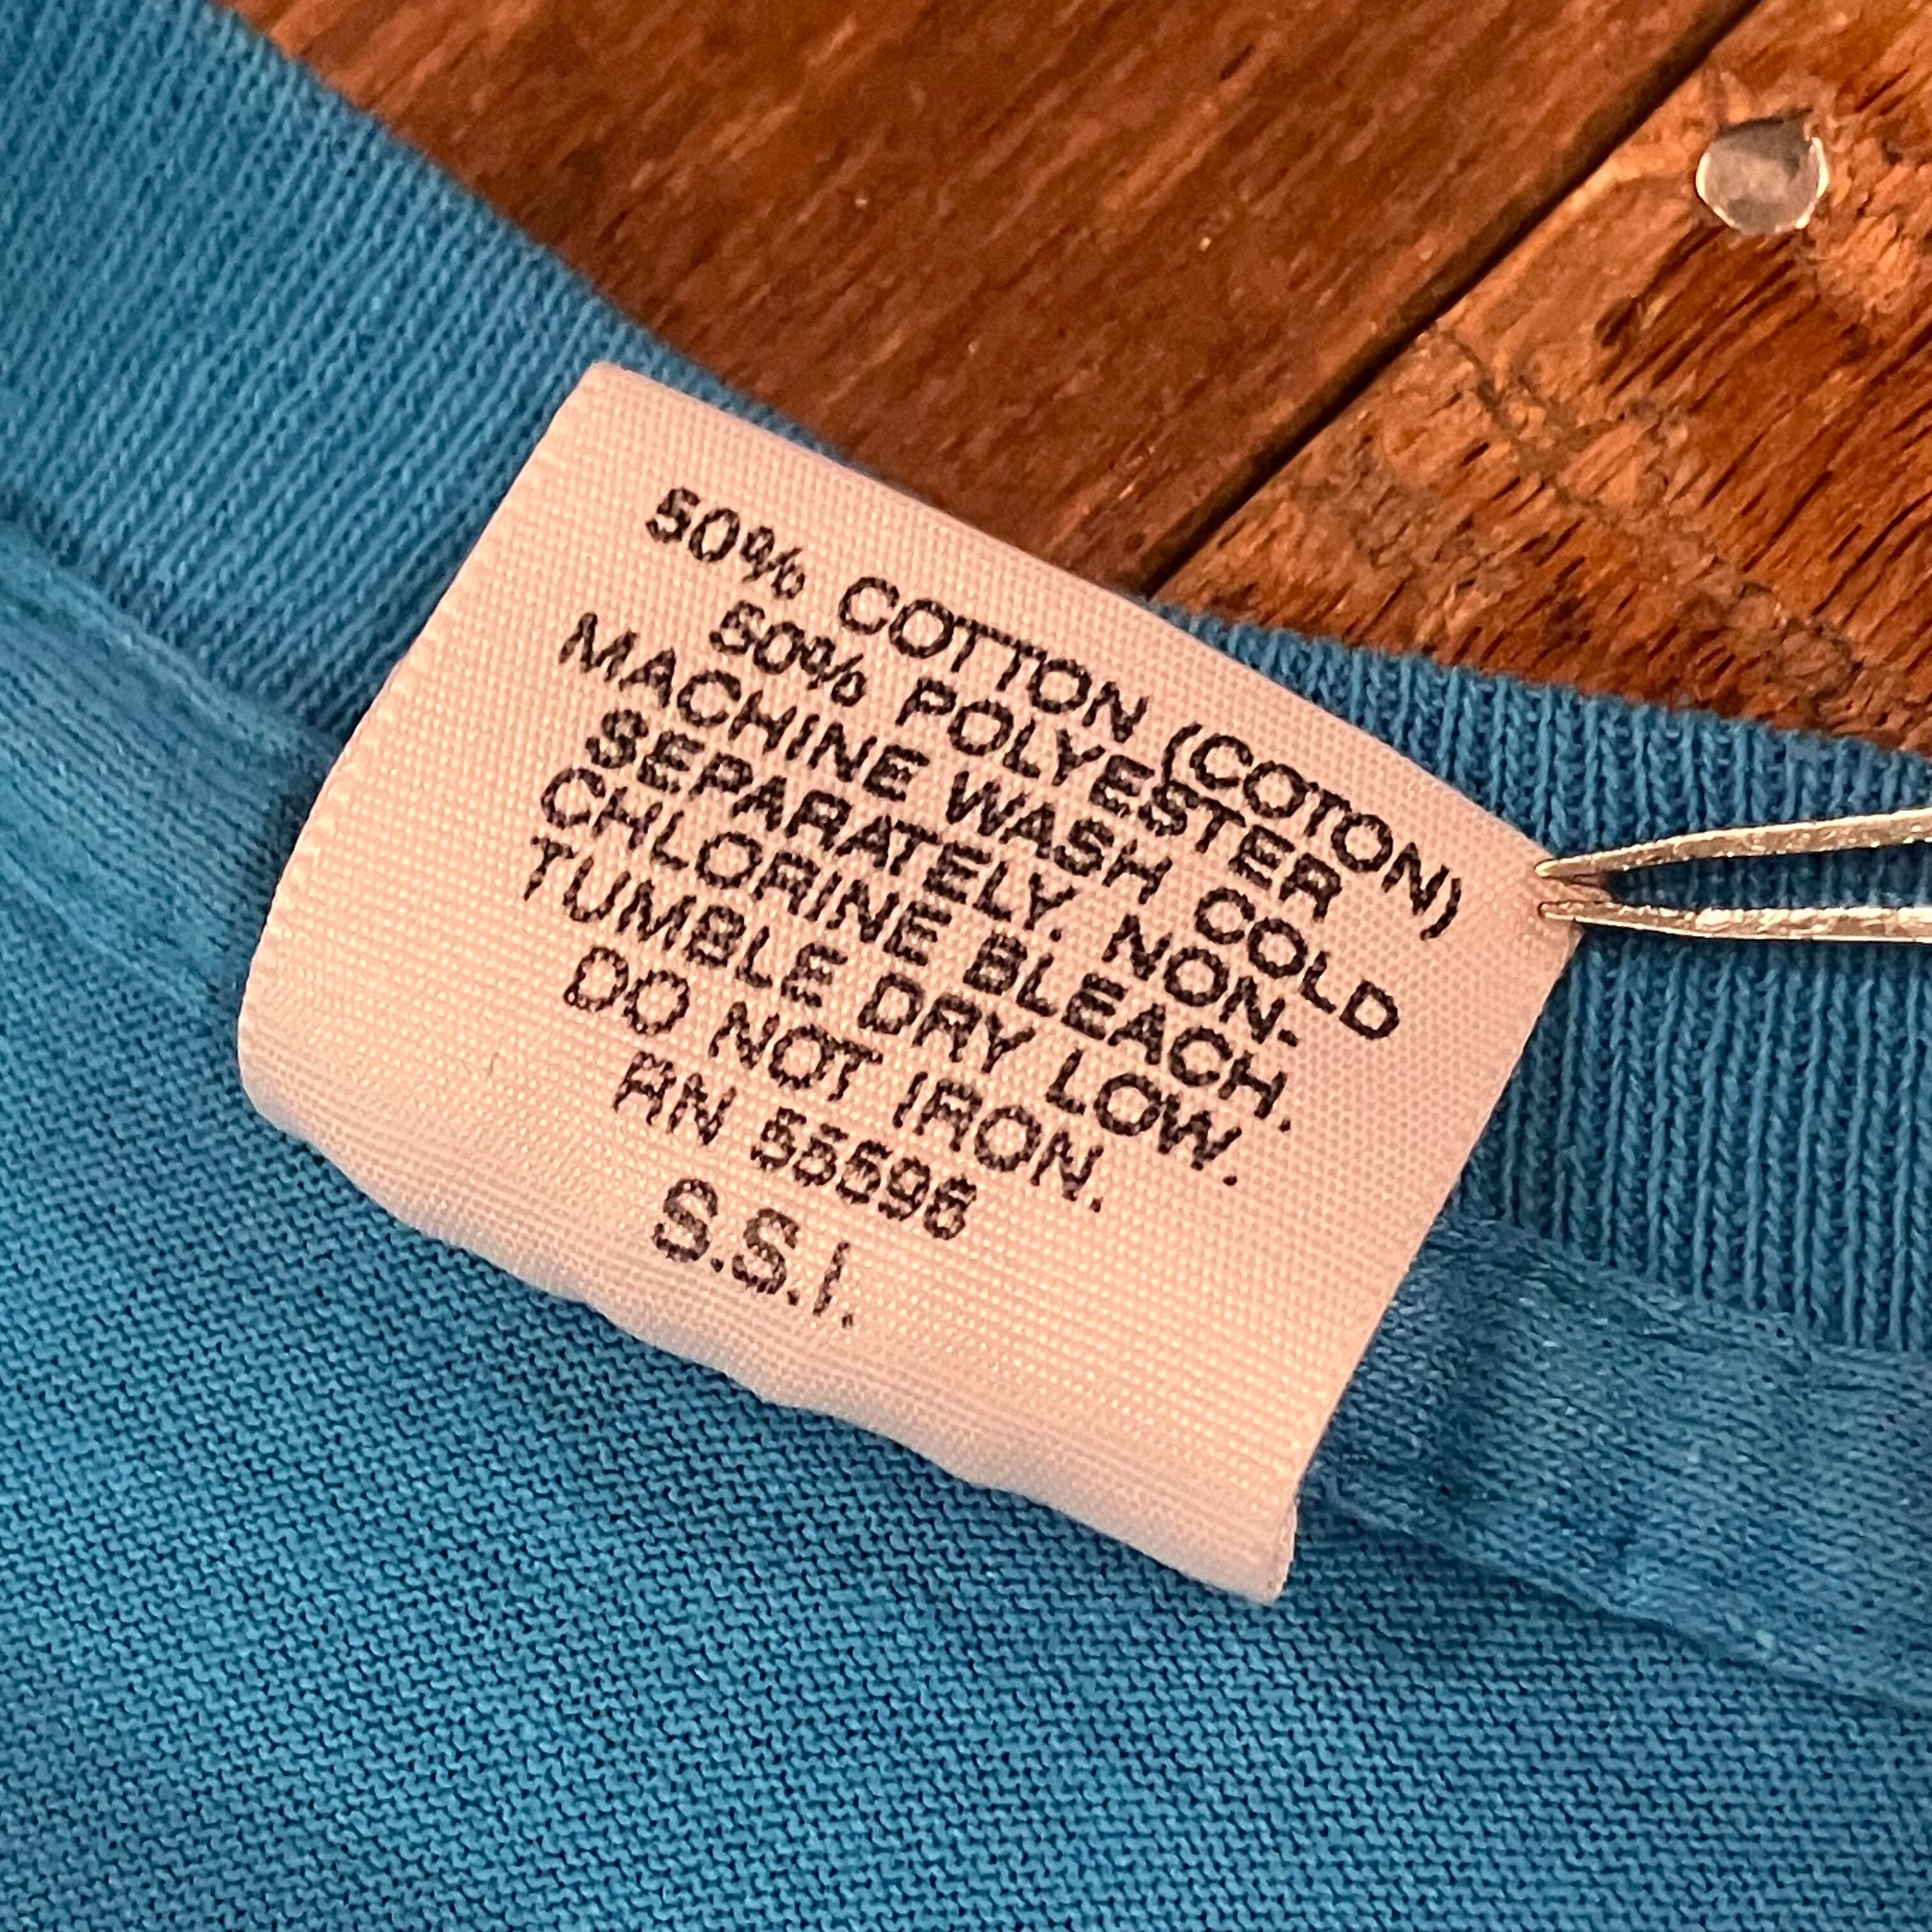 50% COTTON (COTON)
50% POLYESTER
MACHINE WASH COLD
SEPARATELY. NON-
CHLORINE BLEACH.
TUMBLE DRY LOW.
DO NOT IRON.
RN 55596
S.S.I.